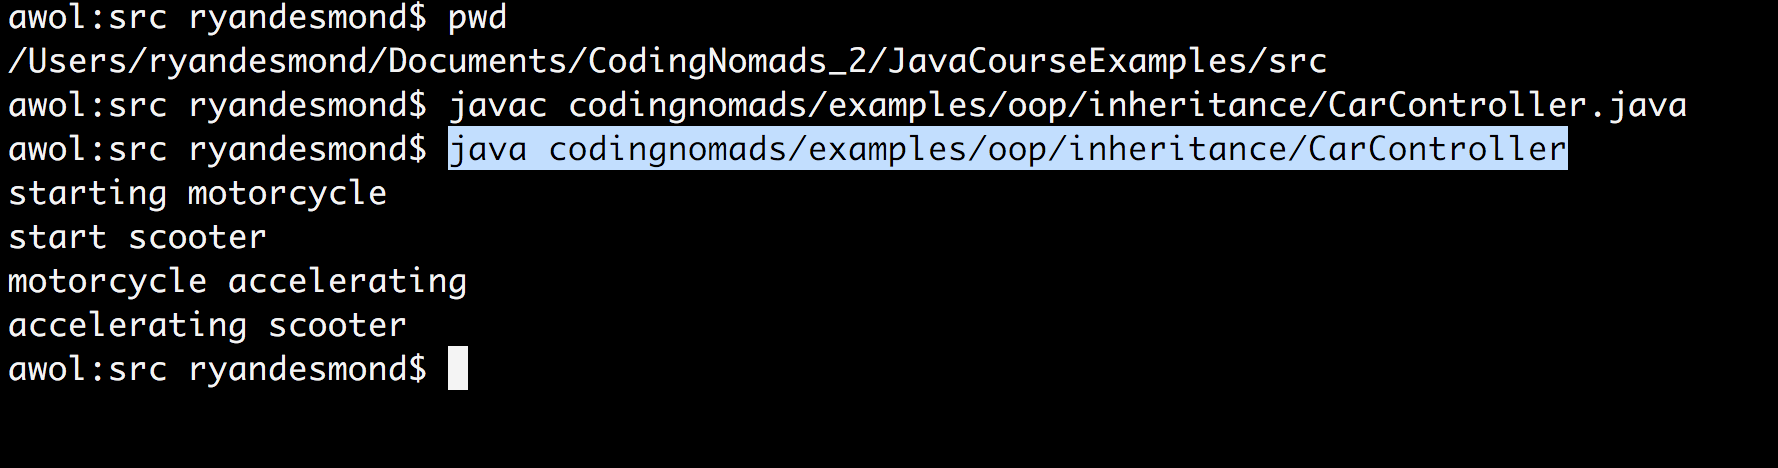 awol:src ryandesmond$ pwd
/Users/ryandesmond/Documents/CodingNomads_2/JavaCourseExamples/src
awol:src ryandesmond$ javac codingnomads/examples/oop/inheritance/CarController.java
awol:src ryandesmond$ java codingnomads/examples/oop/inheritance/CarController
starting motorcycle
start scooter
motorcycle accelerating
accelerating scooter
awol:src ryandesmond$